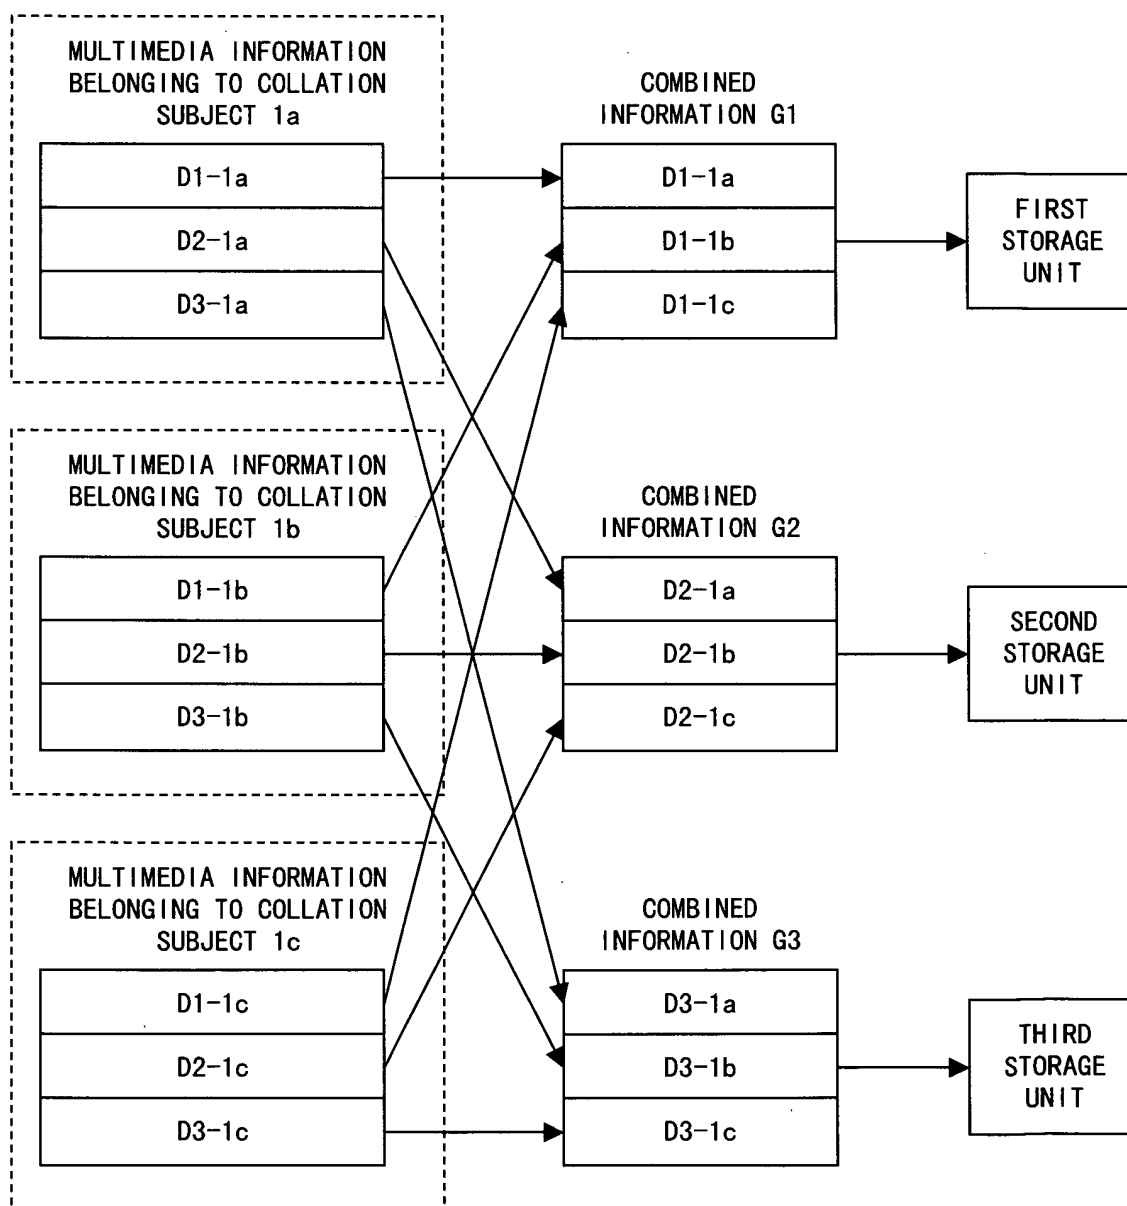 MULTIMEDIA INFORMATION
BELONGING TO COLLATION
SUBJECT 1a
D1-1a
D2-1a
D3-1a
COMBINED
INFORMATION G1
D1-1a
D1-1b
D1-1c
FIRST
STORAGE
UNIT
MULTIMEDIA INFORMATION
BELONGING TO COLLATION
SUBJECT 1b
D1-1b
D2-1b
D3-1b
COMBINED
INFORMATION G2
D2-1a
D2-1b
D2-1c
SECOND
STORAGE
UNIT
MULTIMEDIA INFORMATION
BELONGING TO COLLATION
SUBJECT 1c
D1-1c
D2-1c
D3-1c
COMBINED
INFORMATION G3
D3-1a
D3-1b
D3-1c
THIRD
STORAGE
UNIT